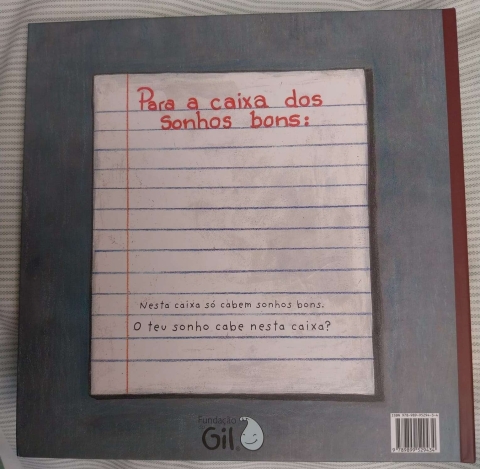 Para a caixa dos
sonhos bons:
Nesta caixa só cabem sonhos bons.
O teu sonho cabe nesta caixa?
Fundação
Gil